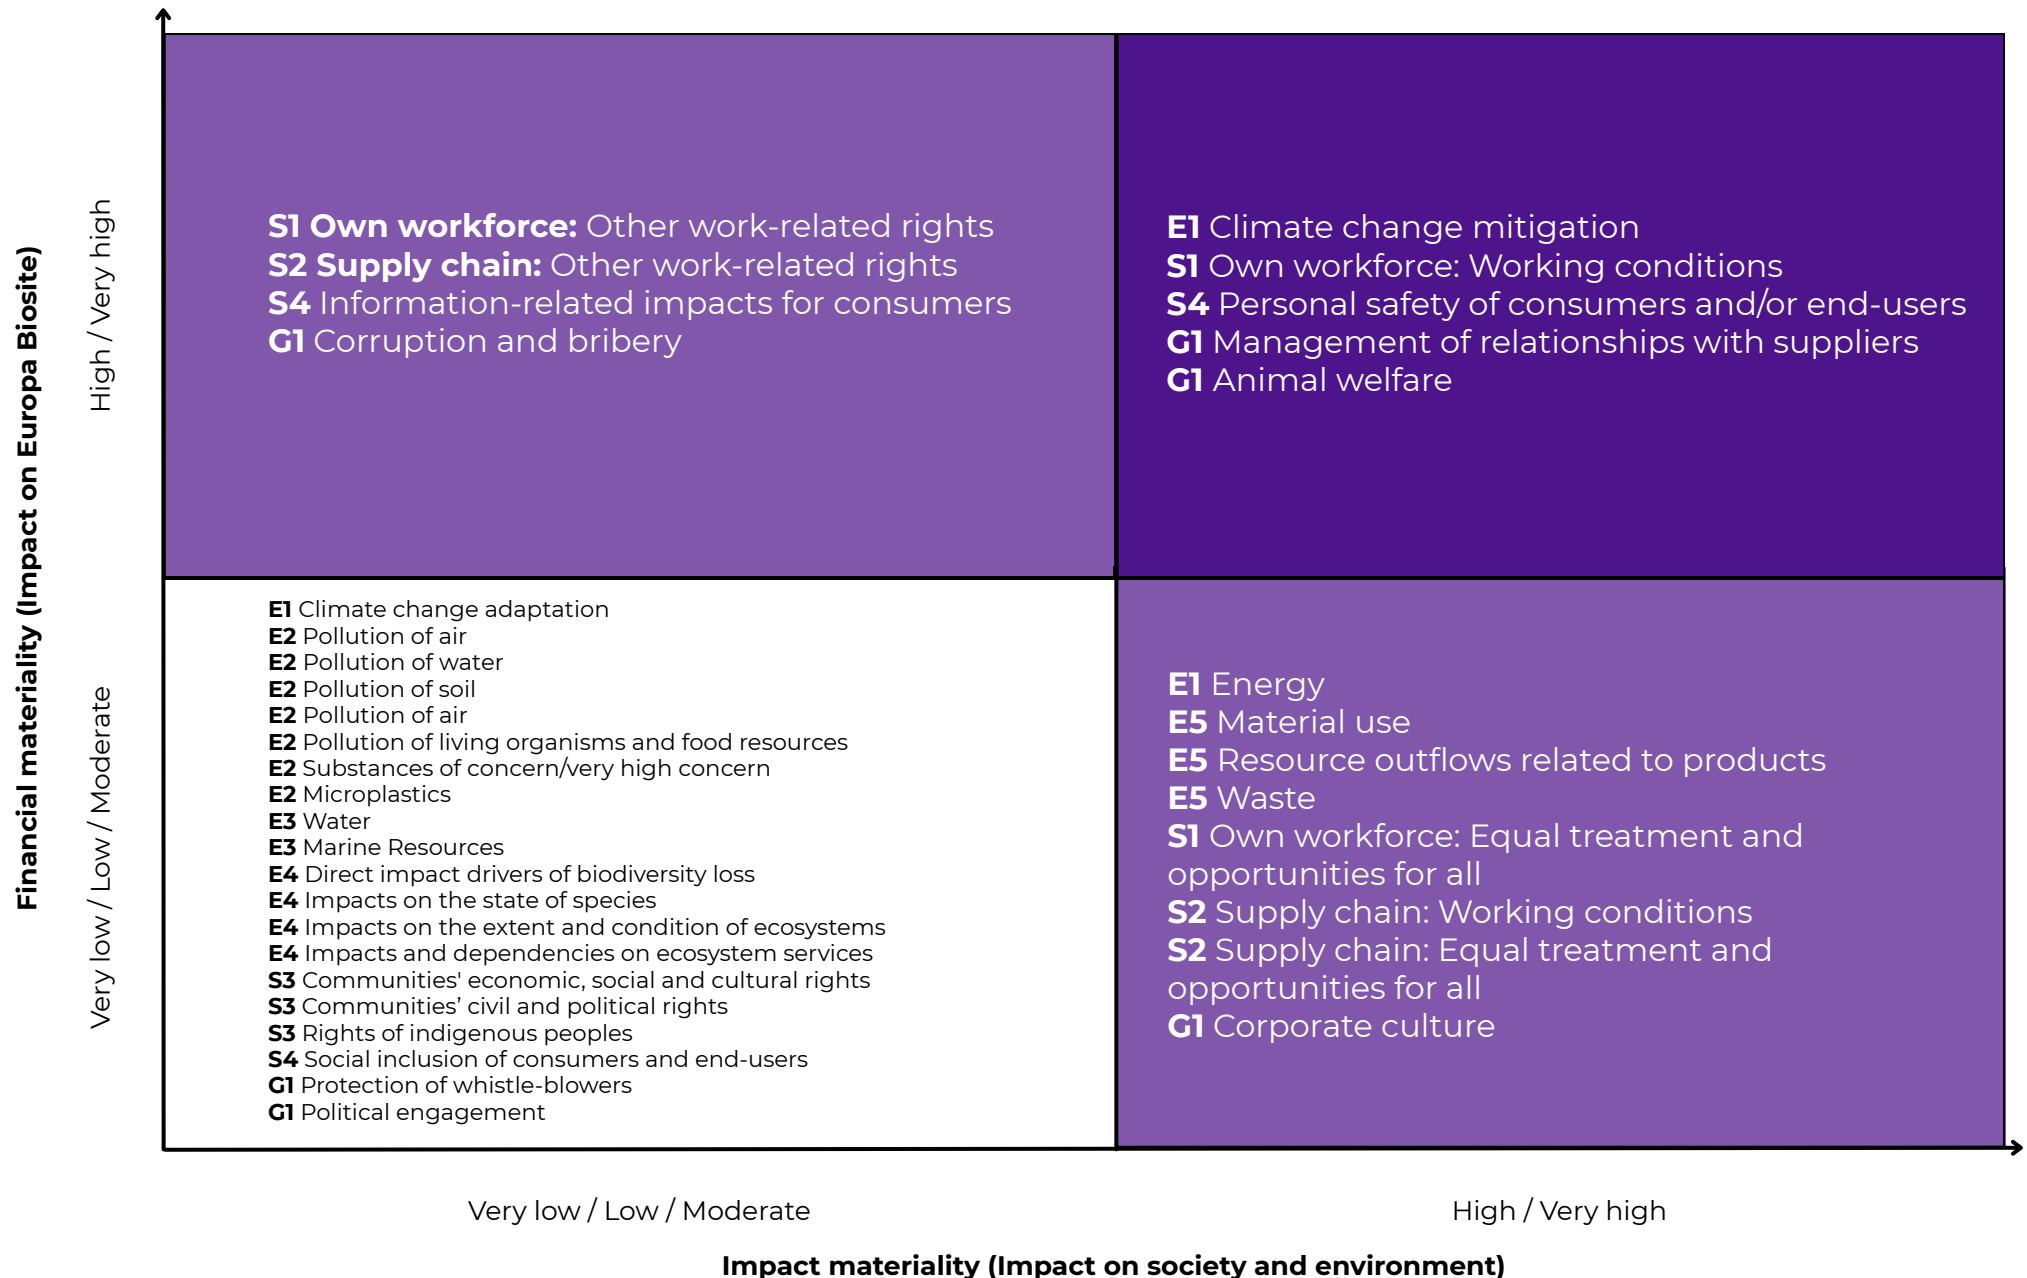 Financial materiality (Impact on Europa Biosite)
High / Very high
Very low / Low / Moderate
S1 Own workforce: Other work-related rights
S2 Supply chain: Other work-related rights
S4 Information-related impacts for consumers
G1 Corruption and bribery
E1 Climate change mitigation
S1 Own workforce: Working conditions
S4 Personal safety of consumers and/or end-users
G1 Management of relationships with suppliers
G1 Animal welfare
E1 Climate change adaptation
E2 Pollution of air
E2 Pollution of water
E2 Pollution of soil
E2 Pollution of air
E2 Pollution of living organisms and food resources
E2 Substances of concern/very high concern
E2 Microplastics
E3 Water
E3 Marine Resources
E4 Direct impact drivers of biodiversity loss
E4 Impacts on the state of species
E4 Impacts on the extent and condition of ecosystems
E4 Impacts and dependencies on ecosystem services
S3 Communities' economic, social and cultural rights
S3 Communities’ civil and political rights
S3 Rights of indigenous peoples
S4 Social inclusion of consumers and end-users
G1 Protection of whistle-blowers
G1 Political engagement
E1 Energy
E5 Material use
E5 Resource outflows related to products
E5 Waste
S1 Own workforce: Equal treatment and
opportunities for all
S2 Supply chain: Working conditions
S2 Supply chain: Equal treatment and
opportunities for all
G1 Corporate culture
Very low / Low / Moderate
High / Very high
Impact materiality (Impact on society and environment)